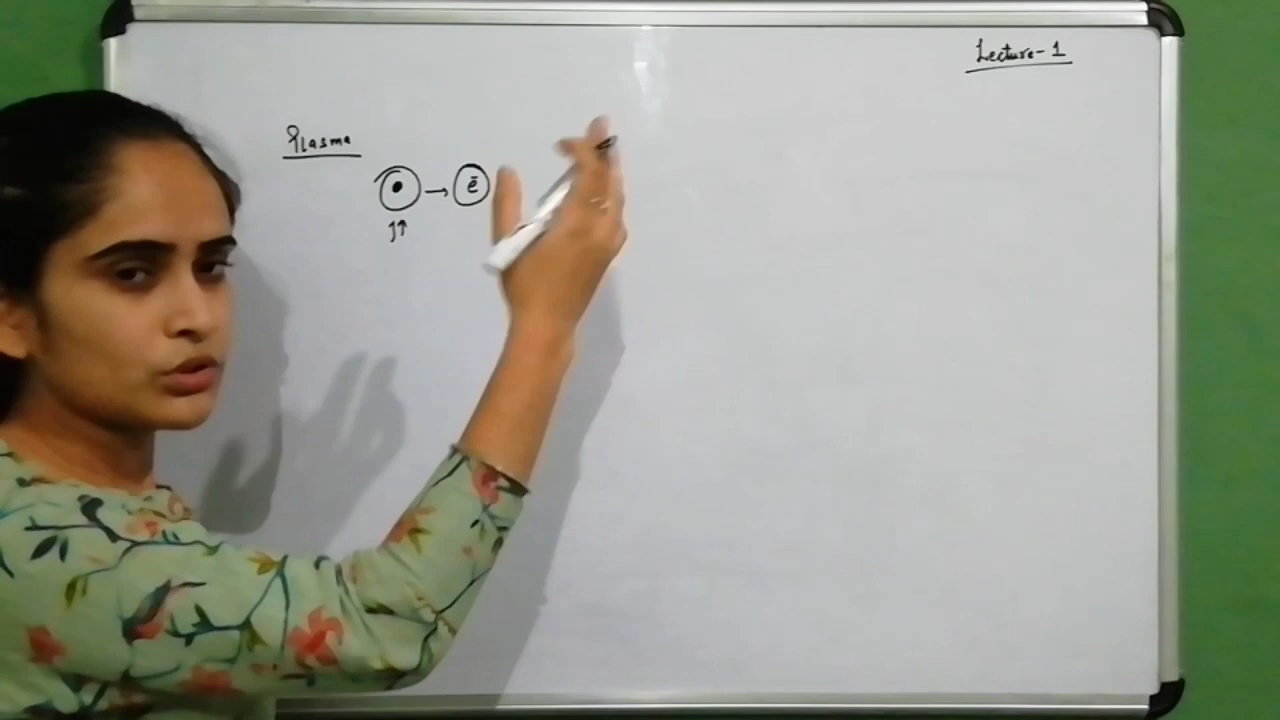 Lecture-1
Plasma
→ ē